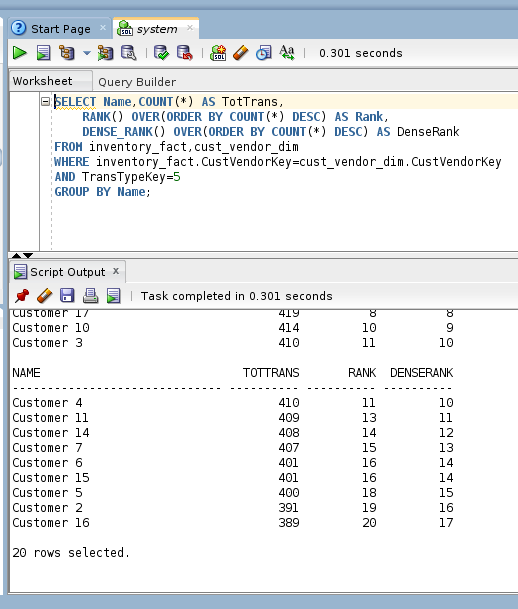 Start Page × system ×
0.301 seconds
Worksheet Query Builder
SELECT Name,COUNT(*) AS TotTrans,
RANK() OVER(ORDER BY COUNT(*) DESC) AS Rank,
DENSE_RANK() OVER(ORDER BY COUNT(*) DESC) AS DenseRank
FROM inventory_fact,cust_vendor_dim
WHERE inventory_fact.CustVendorKey=cust_vendor_dim.CustVendorKey
AND TransTypeKey=5
GROUP BY Name;
Script Output ×
Task completed in 0.301 seconds
Customer 17 419 8 8
Customer 10 414 10 9
Customer 3 410 11 10
NAME TOTTRANS RANK DENSERANK
------------------------------ ---------- ---------- ----------
Customer 4 410 11 10
Customer 11 409 13 11
Customer 14 408 14 12
Customer 7 407 15 13
Customer 6 401 16 14
Customer 15 401 16 14
Customer 5 400 18 15
Customer 2 391 19 16
Customer 16 389 20 17
20 rows selected.